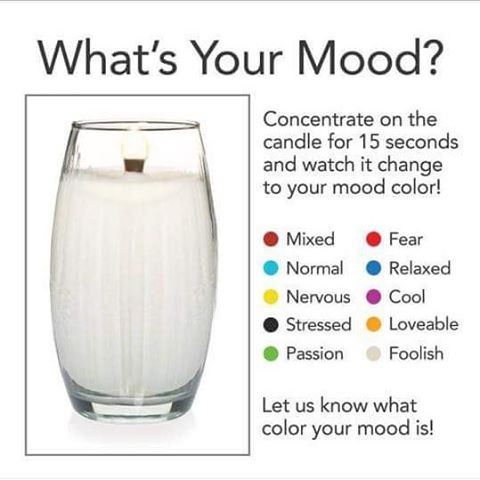 What's Your Mood?
Concentrate on the
candle for 15 seconds
and watch it change
to your mood color!
Mixed Fear
Normal Relaxed
Nervous Cool
Stressed Loveable
Passion Foolish
Let us know what
color your mood is!